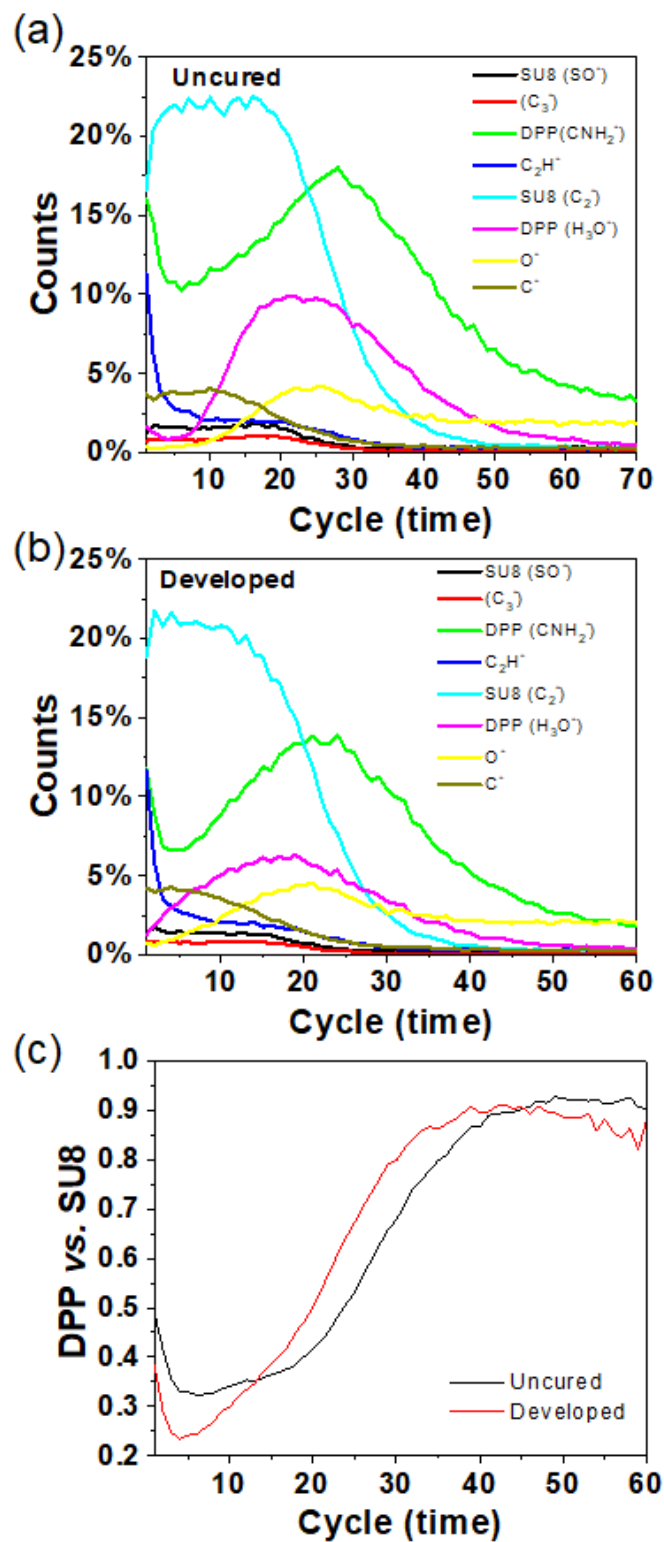 (a)
25%
20%
15%
10%
5%
0%
Counts
Uncured
SU8 (SO⁻)
(C₃⁻)
DPP(CNH₂⁻)
C₂H⁻
SU8 (C₂⁻)
DPP (H₃O⁻)
O⁻
C⁻
10 20 30 40 50 60 70
Cycle (time)
(b)
25%
20%
15%
10%
5%
0%
Counts
Developed
SU8 (SO⁻)
(C₃⁻)
DPP (CNH₂⁻)
C₂H⁻
SU8 (C₂⁻)
DPP (H₃O⁻)
O⁻
C⁻
10 20 30 40 50 60
Cycle (time)
(c)
1.0
0.9
0.8
0.7
0.6
0.5
0.4
0.3
0.2
DPP vs. SU8
Uncured
Developed
10 20 30 40 50 60
Cycle (time)